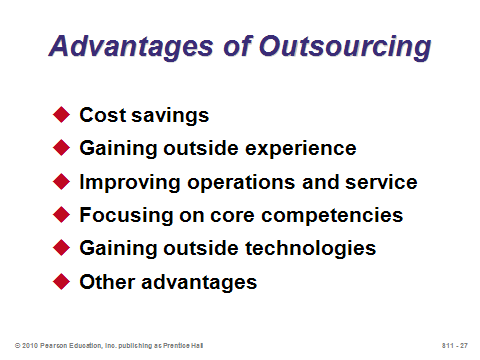 Advantages of Outsourcing
Cost savings
Gaining outside experience
Improving operations and service
Focusing on core competencies
Gaining outside technologies
Other advantages
© 2010 Pearson Education, Inc. publishing as Prentice Hall
S11 - 27